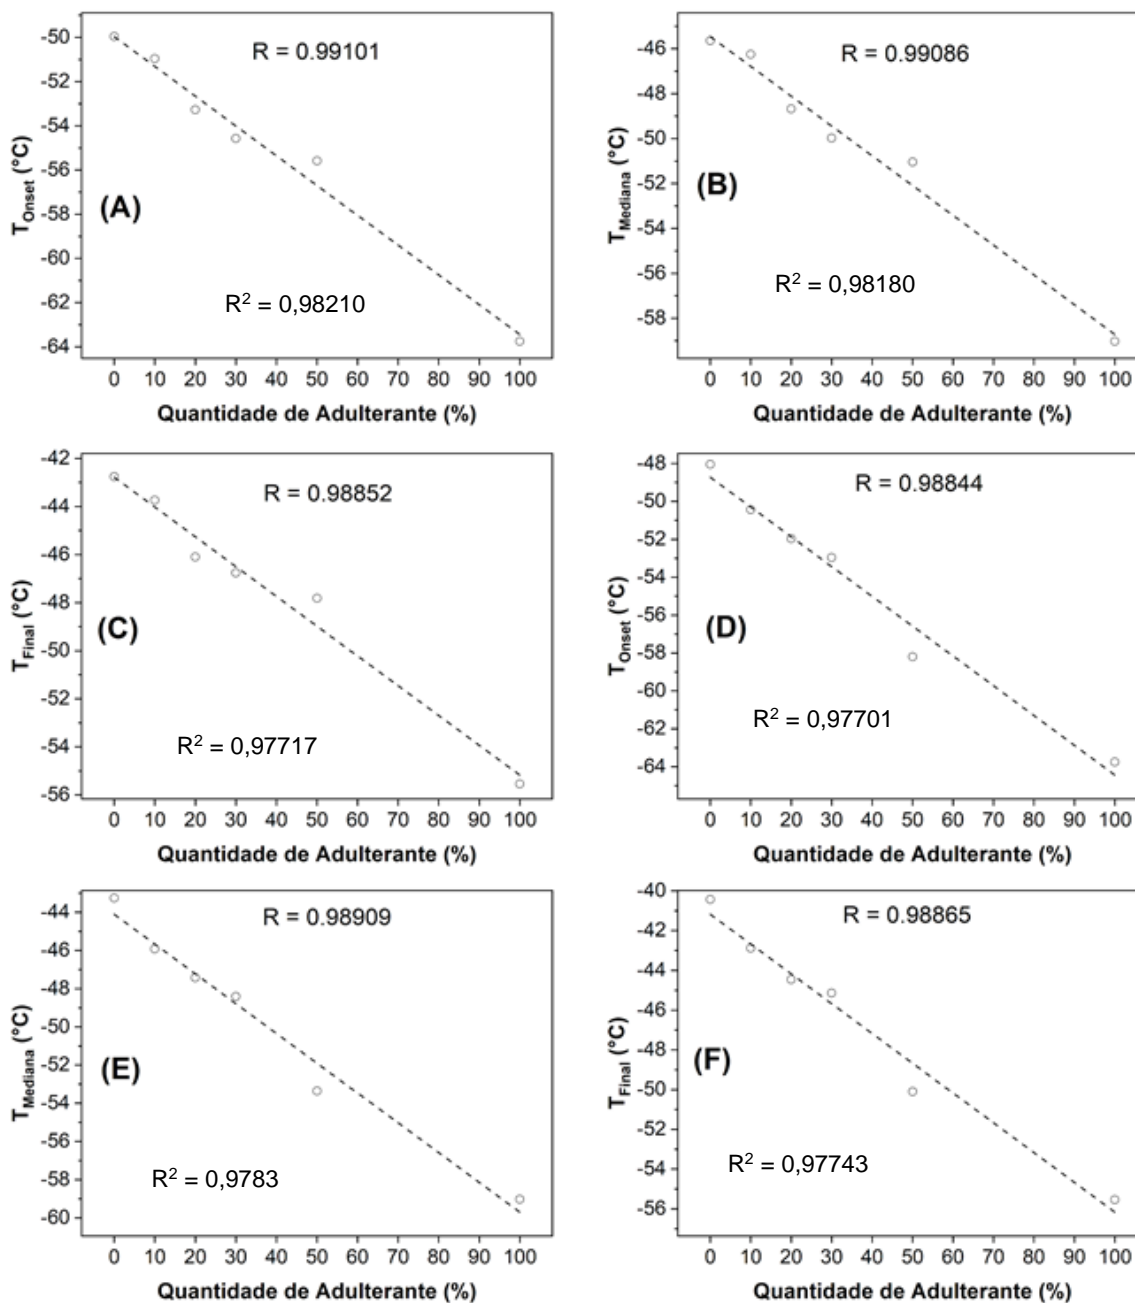 -50
-52
-54
-56
-58
-60
-62
-64
T_Onset (°C)
R = 0.99101
(A)
R² = 0,98210
0 10 20 30 40 50 60 70 80 90 100
Quantidade de Adulterante (%)
-46
-48
-50
-52
-54
-56
-58
T_Mediana (°C)
R = 0.99086
(B)
R² = 0,98180
0 10 20 30 40 50 60 70 80 90 100
Quantidade de Adulterante (%)
-42
-44
-46
-48
-50
-52
-54
-56
T_Final (°C)
R = 0.98852
(C)
R² = 0,97717
0 10 20 30 40 50 60 70 80 90 100
Quantidade de Adulterante (%)
-48
-50
-52
-54
-56
-58
-60
-62
-64
T_Onset (°C)
R = 0.98844
(D)
R² = 0,97701
0 10 20 30 40 50 60 70 80 90 100
Quantidade de Adulterante (%)
-44
-46
-48
-50
-52
-54
-56
-58
-60
T_Mediana (°C)
R = 0.98909
(E)
R² = 0,9783
0 10 20 30 40 50 60 70 80 90 100
Quantidade de Adulterante (%)
-40
-42
-44
-46
-48
-50
-52
-54
-56
T_Final (°C)
R = 0.98865
(F)
R² = 0,97743
0 10 20 30 40 50 60 70 80 90 100
Quantidade de Adulterante (%)